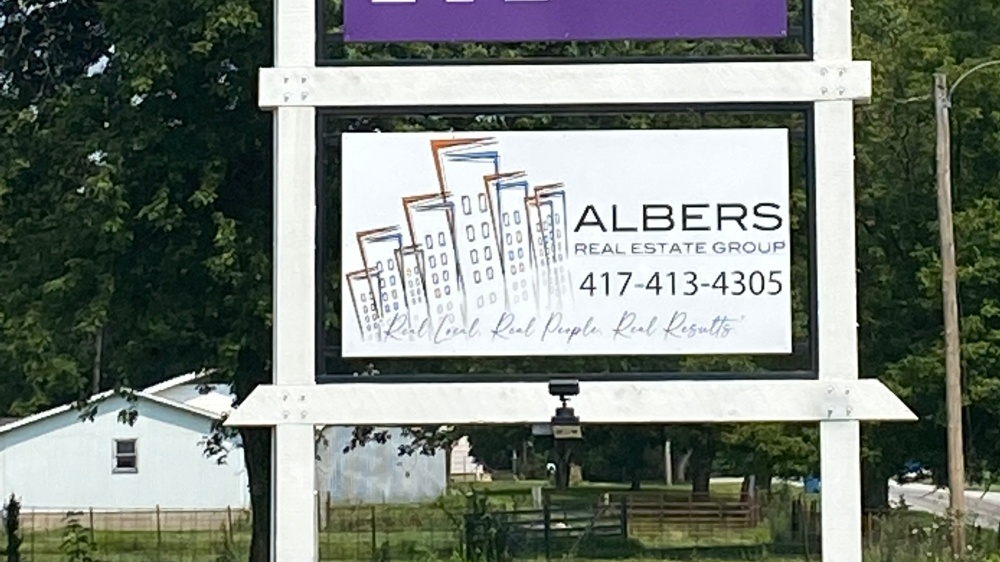 ALBERS
REAL ESTATE GROUP
417-413-4305
"Real Local. Real People. Real Results."